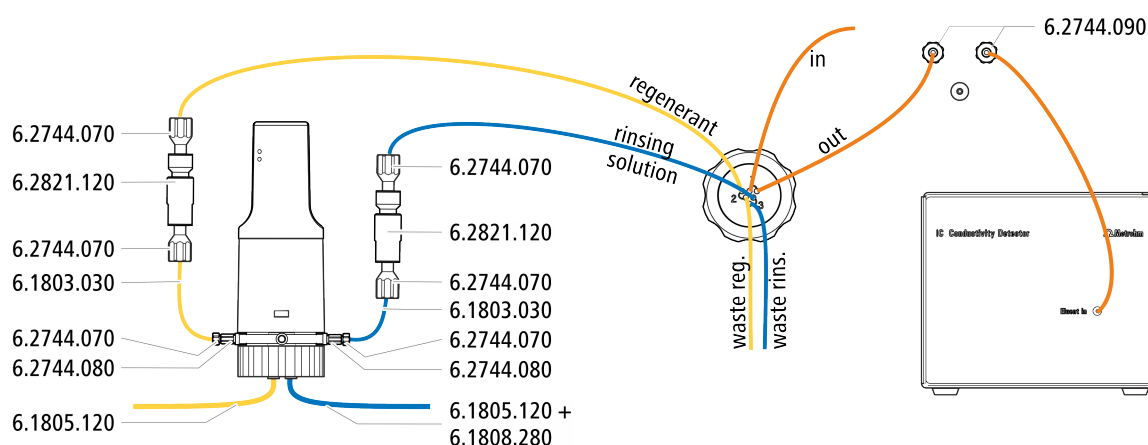 6.2744.090
in
regenerant
rinsing
solution
out
6.2744.070
6.2821.120
6.2744.070
6.1803.030
6.2744.070
6.2744.080
6.1805.120
6.2744.070
6.2821.120
6.2744.070
6.1803.030
6.2744.070
6.2744.080
6.1805.120 +
6.1808.280
1
2
3
waste reg.
waste rins.
IC Conductivity Detector
Metrohm
Eluent in